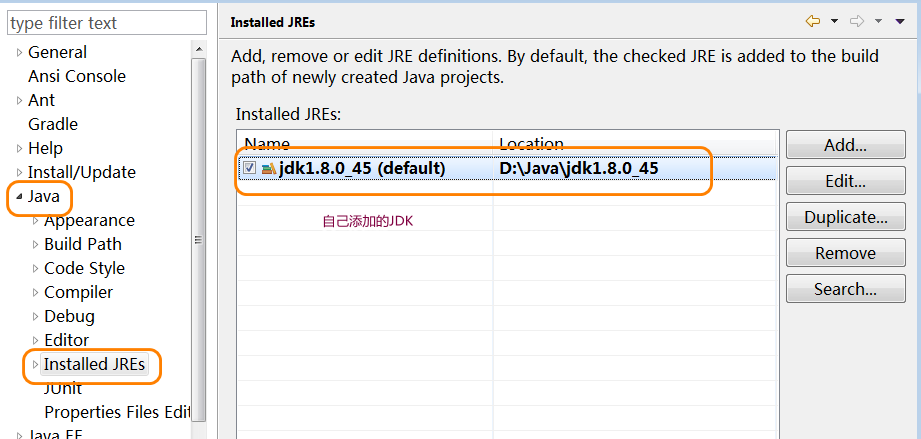 type filter text
General
Ansi Console
Ant
Gradle
Help
Install/Update
Java
Appearance
Build Path
Code Style
Compiler
Debug
Editor
Installed JREs
JUnit
Properties Files Edit
Java EE
Installed JREs
Add, remove or edit JRE definitions. By default, the checked JRE is added to the build
path of newly created Java projects.
Installed JREs:
Name Location
jdk1.8.0_45 (default) D:\Java\jdk1.8.0_45
自己添加的JDK
Add...
Edit...
Duplicate...
Remove
Search...